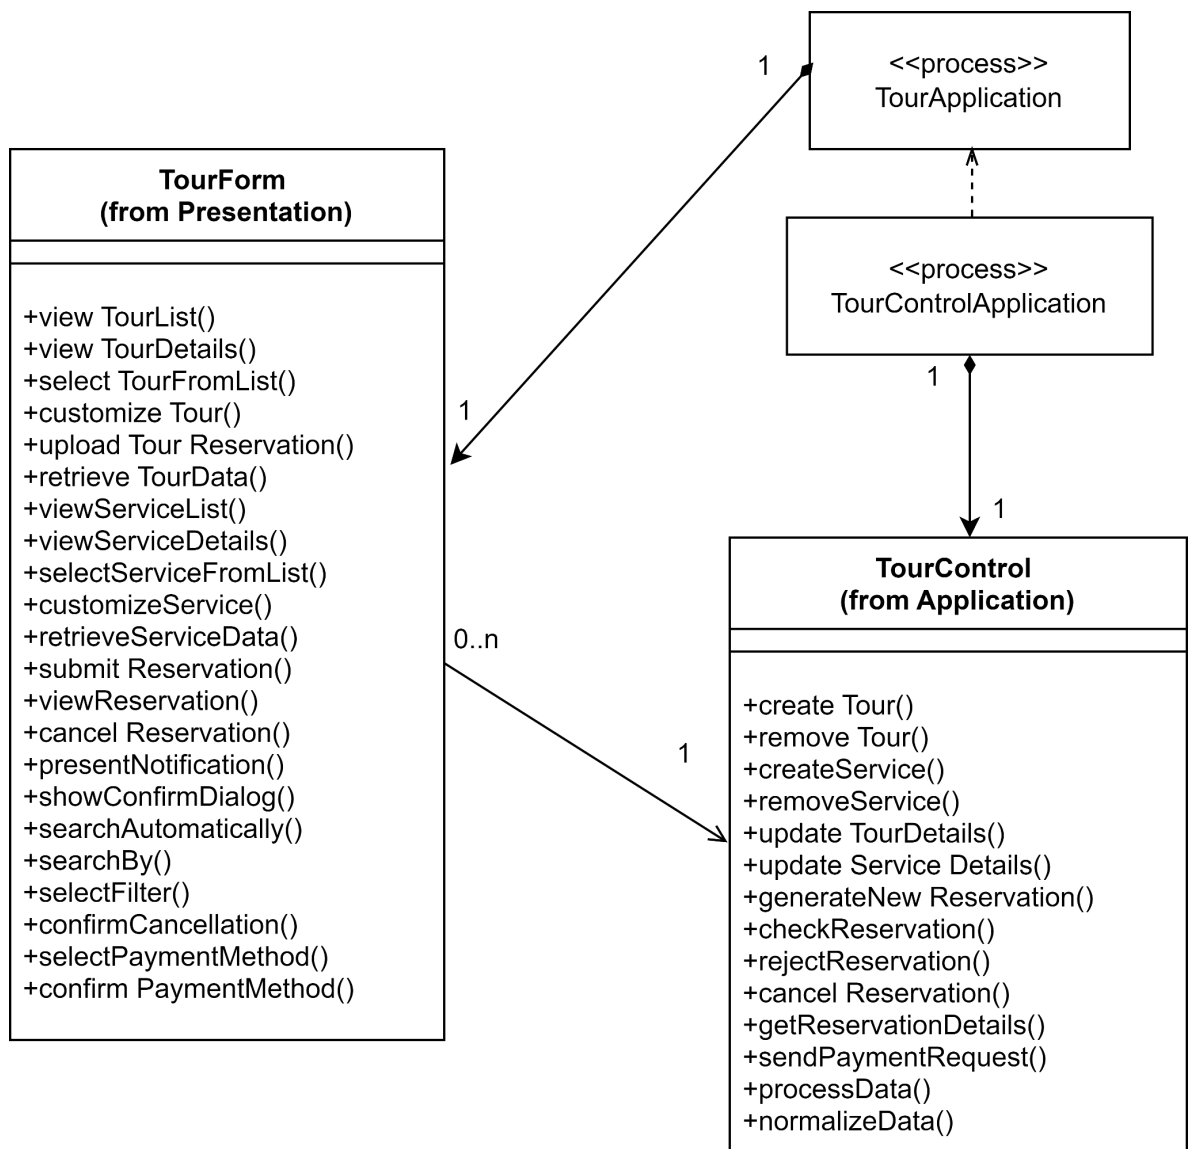 <<process>>
TourApplication
1
<<process>>
TourControlApplication
1
1
1
TourForm
(from Presentation)
+view TourList()
+view TourDetails()
+select TourFromList()
+customize Tour()
+upload Tour Reservation()
+retrieve TourData()
+viewServiceList()
+viewServiceDetails()
+selectServiceFromList()
+customizeService()
+retrieveServiceData()
+submit Reservation()
+viewReservation()
+cancel Reservation()
+presentNotification()
+showConfirmDialog()
+searchAutomatically()
+searchBy()
+selectFilter()
+confirmCancellation()
+selectPaymentMethod()
+confirm PaymentMethod()
0..n
1
TourControl
(from Application)
+create Tour()
+remove Tour()
+createService()
+removeService()
+update TourDetails()
+update Service Details()
+generateNew Reservation()
+checkReservation()
+rejectReservation()
+cancel Reservation()
+getReservationDetails()
+sendPaymentRequest()
+processData()
+normalizeData()